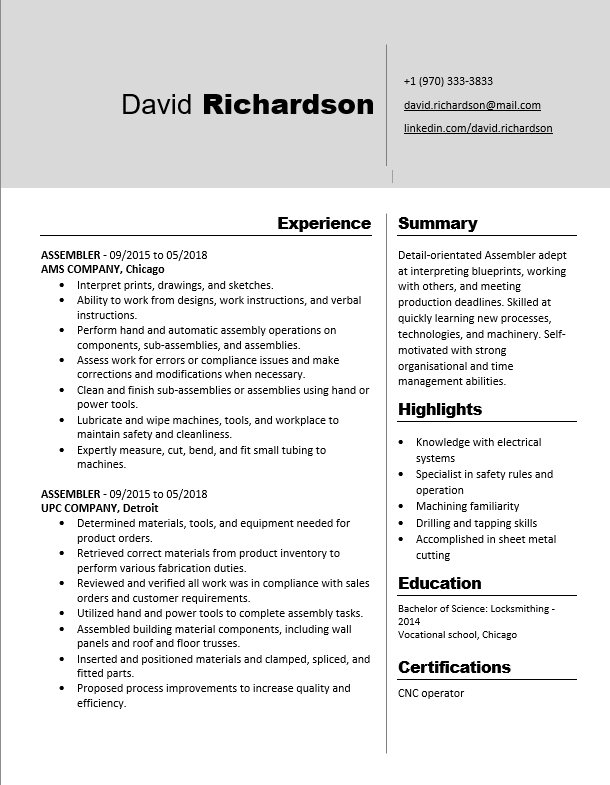 David Richardson
+1 (970) 333-3833
david.richardson@mail.com
linkedin.com/david.richardson
Experience
ASSEMBLER - 09/2015 to 05/2018
AMS COMPANY, Chicago
• Interpret prints, drawings, and sketches.
• Ability to work from designs, work instructions, and verbal
instructions.
• Perform hand and automatic assembly operations on
components, sub-assemblies, and assemblies.
• Assess work for errors or compliance issues and make
corrections and modifications when necessary.
• Clean and finish sub-assemblies or assemblies using hand or
power tools.
• Lubricate and wipe machines, tools, and workplace to
maintain safety and cleanliness.
• Expertly measure, cut, bend, and fit small tubing to
machines.
ASSEMBLER - 09/2015 to 05/2018
UPC COMPANY, Detroit
• Determined materials, tools, and equipment needed for
product orders.
• Retrieved correct materials from product inventory to
perform various fabrication duties.
• Reviewed and verified all work was in compliance with sales
orders and customer requirements.
• Utilized hand and power tools to complete assembly tasks.
• Assembled building material components, including wall
panels and roof and floor trusses.
• Inserted and positioned materials and clamped, spliced, and
fitted parts.
• Proposed process improvements to increase quality and
efficiency.
Summary
Detail-orientated Assembler adept
at interpreting blueprints, working
with others, and meeting
production deadlines. Skilled at
quickly learning new processes,
technologies, and machinery. Self-
motivated with strong
organisational and time
management abilities.
Highlights
• Knowledge with electrical
systems
• Specialist in safety rules and
operation
• Machining familiarity
• Drilling and tapping skills
• Accomplished in sheet metal
cutting
Education
Bachelor of Science: Locksmithing -
2014
Vocational school, Chicago
Certifications
CNC operator